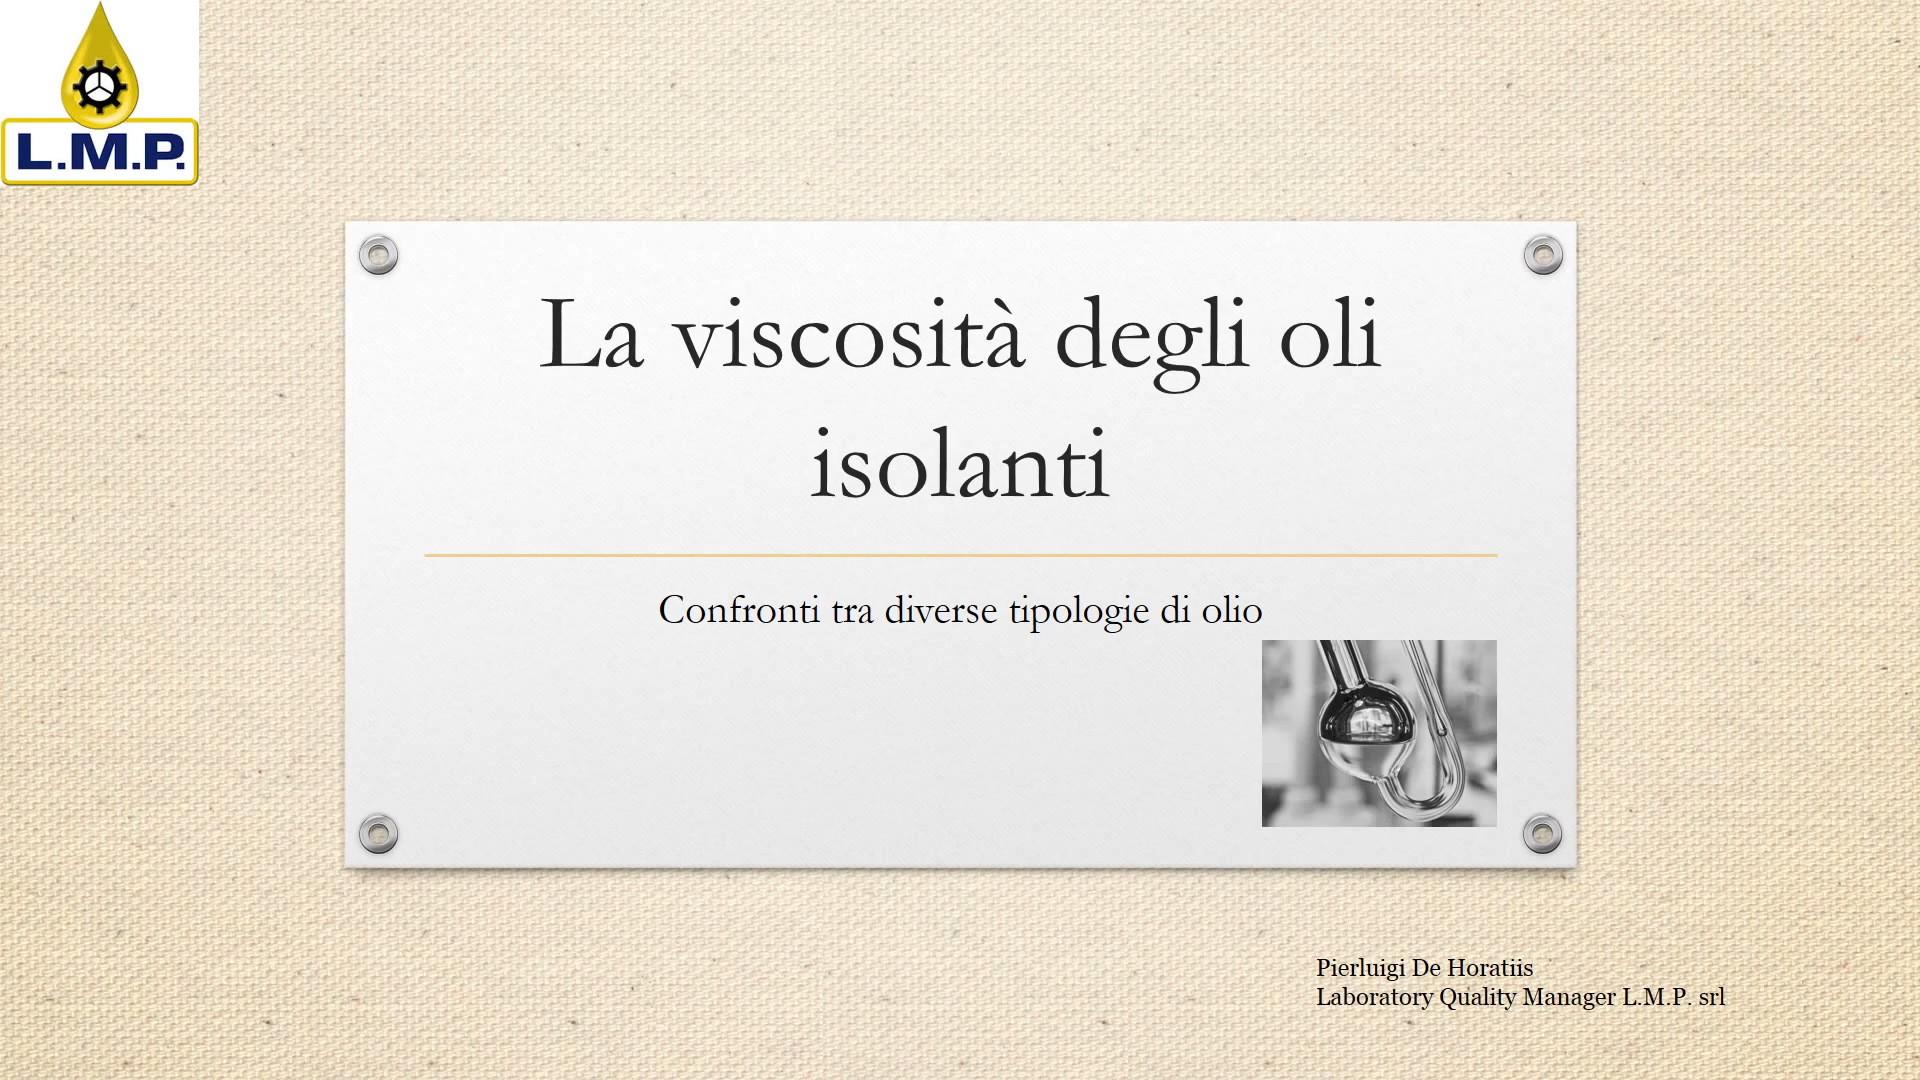 L.M.P.
La viscosità degli oli
isolanti
Confronti tra diverse tipologie di olio
Pierluigi De Horatiis
Laboratory Quality Manager L.M.P. srl